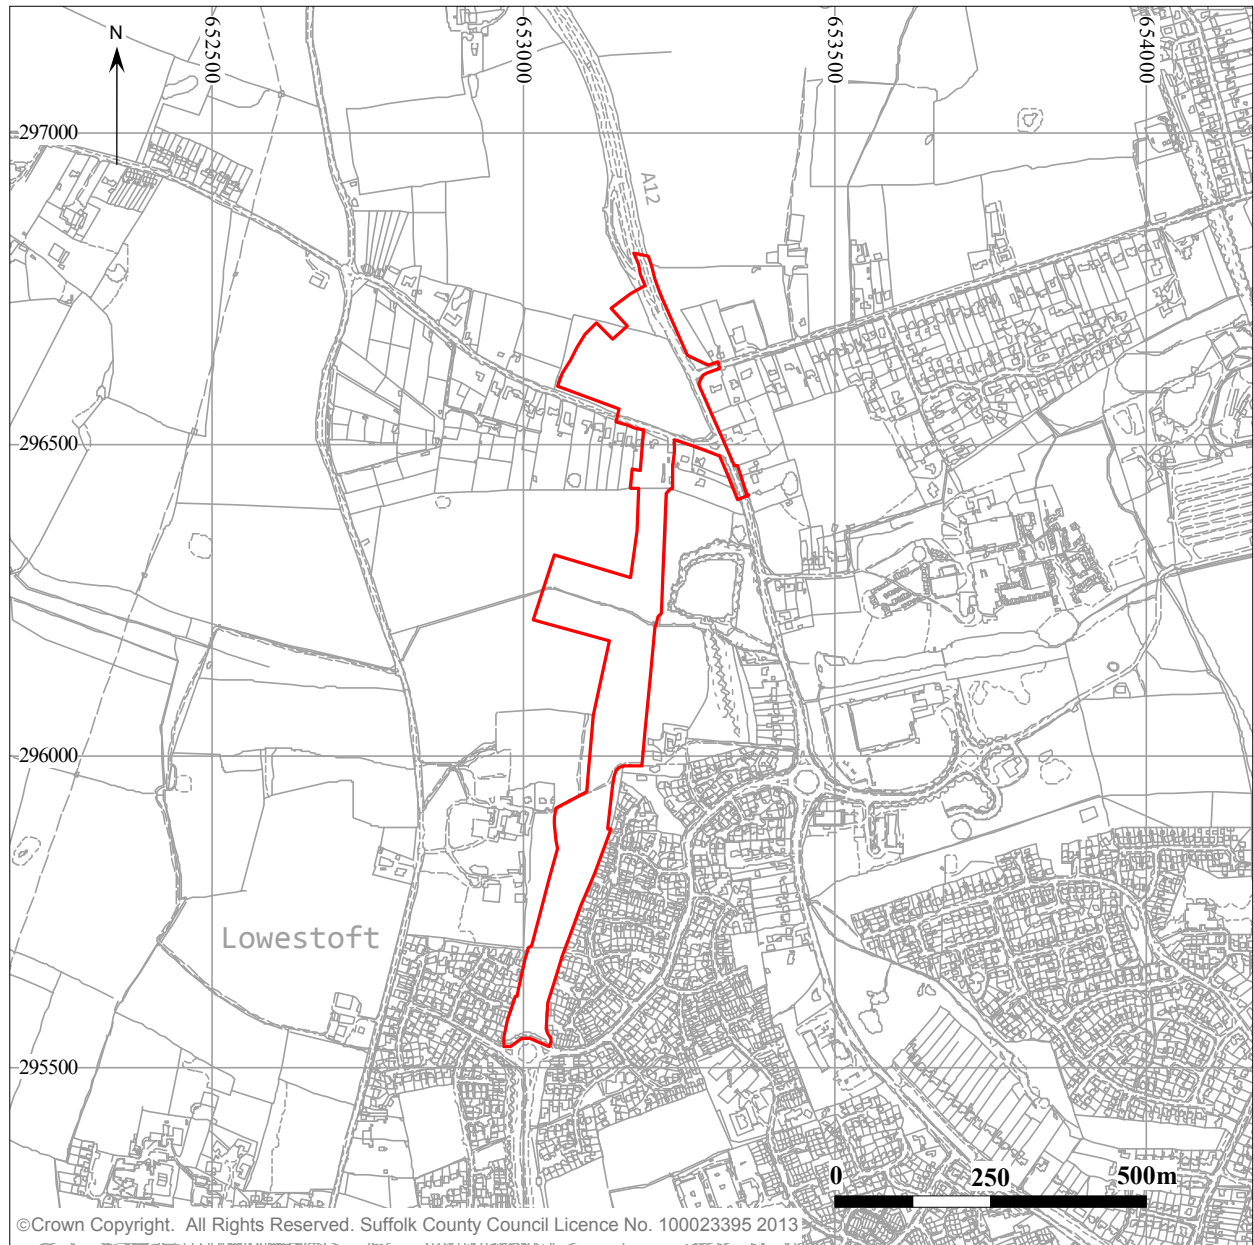 N
652500
653000
653500
654000
297000
A12
296500
296000
Lowestoft
295500
0 250 500m
©Crown Copyright. All Rights Reserved. Suffolk County Council Licence No. 100023395 2013